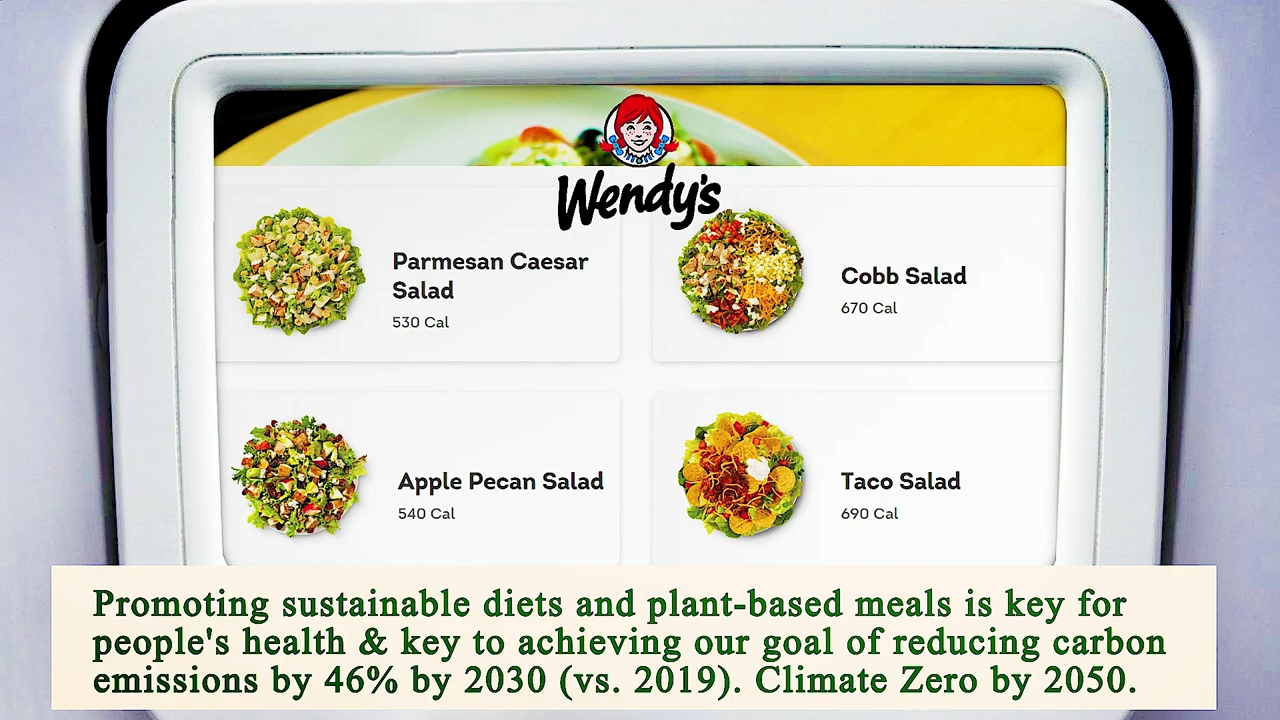 Wendy's
Parmesan Caesar
Salad
530 Cal
Cobb Salad
670 Cal
Apple Pecan Salad
540 Cal
Taco Salad
690 Cal
Promoting sustainable diets and plant-based meals is key for
people's health & key to achieving our goal of reducing carbon
emissions by 46% by 2030 (vs. 2019). Climate Zero by 2050.